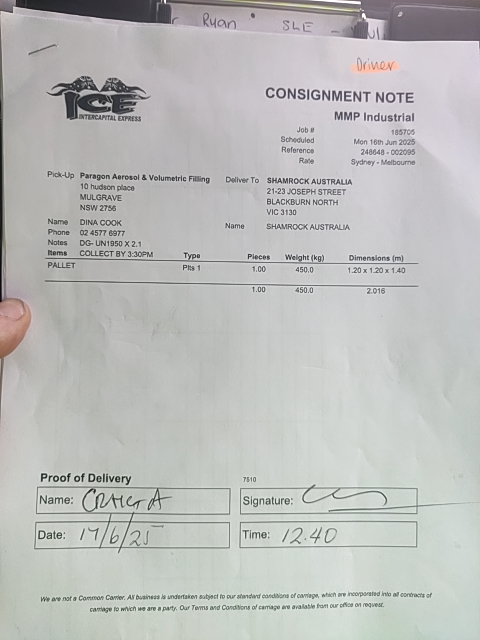 Ryan SLE -
Driver
ICE
INTERCAPITAL EXPRESS
CONSIGNMENT NOTE
MMP Industrial
Job # 165705
Scheduled Mon 16th Jun 2025
Reference 248648 - 002095
Rate Sydney - Melbourne
Pick-Up Paragon Aerosol & Volumetric Filling Deliver To SHAMROCK AUSTRALIA
10 hudson place 21-23 JOSEPH STREET
MULGRAVE BLACKBURN NORTH
NSW 2756 VIC 3130
Name DINA COOK Name SHAMROCK AUSTRALIA
Phone 02 4577 6977
Notes DG- UN1950 X 2.1
COLLECT BY 3:30PM
Items Type Pieces Weight (kg) Dimensions (m)
PALLET Plts 1 1.00 450.0 1.20 x 1.20 x 1.40
1.00 450.0 2.016
Proof of Delivery 7510
Name: CRAIG A Signature:
Date: 17/6/25 Time: 12.40
We are not a Common Carrier. All business is undertaken subject to our standard conditions of carriage, which are incorporated into all contracts of
carriage to which we are a party. Our Terms and Conditions of carriage are available from our office on request.